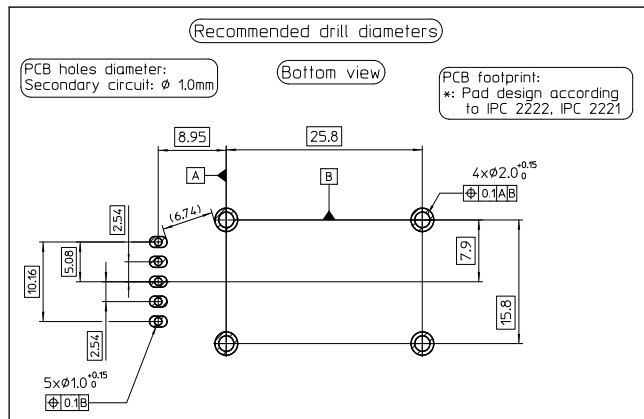 Recommended drill diameters
PCB holes diameter:
Secondary circuit: Ø 1.0mm
Bottom view
PCB footprint:
*: Pad design according
to IPC 2222, IPC 2221
8.95
25.8
A
B
4xø2.0 +0.15 0
⌖ 0.1 A B
(6.74)
2.54
5.08
10.16
2.54
7.9
15.8
5xø1.0 +0.15 0
⌖ 0.1 B